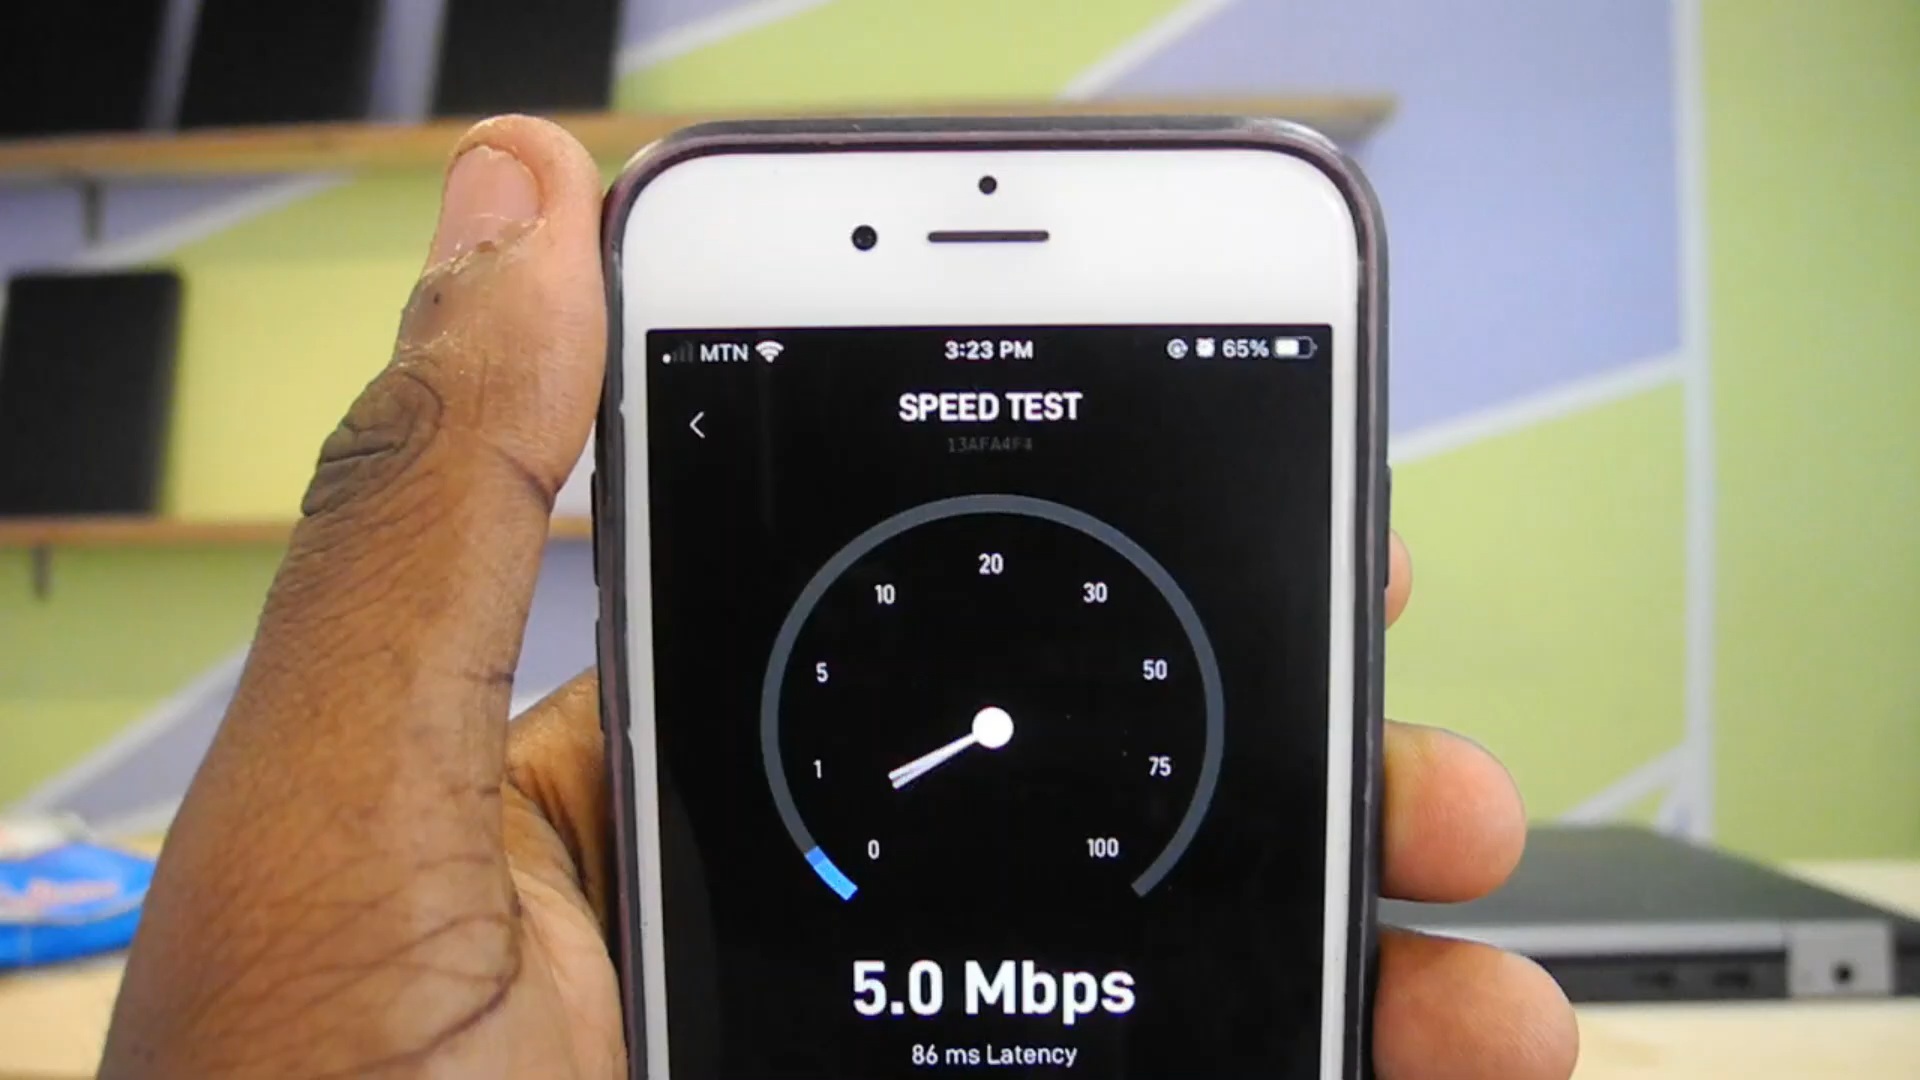 MTN 3:23 PM 65%
SPEED TEST
13AFA4F4
20
10 30
5 50
1 75
0 100
5.0 Mbps
86 ms Latency